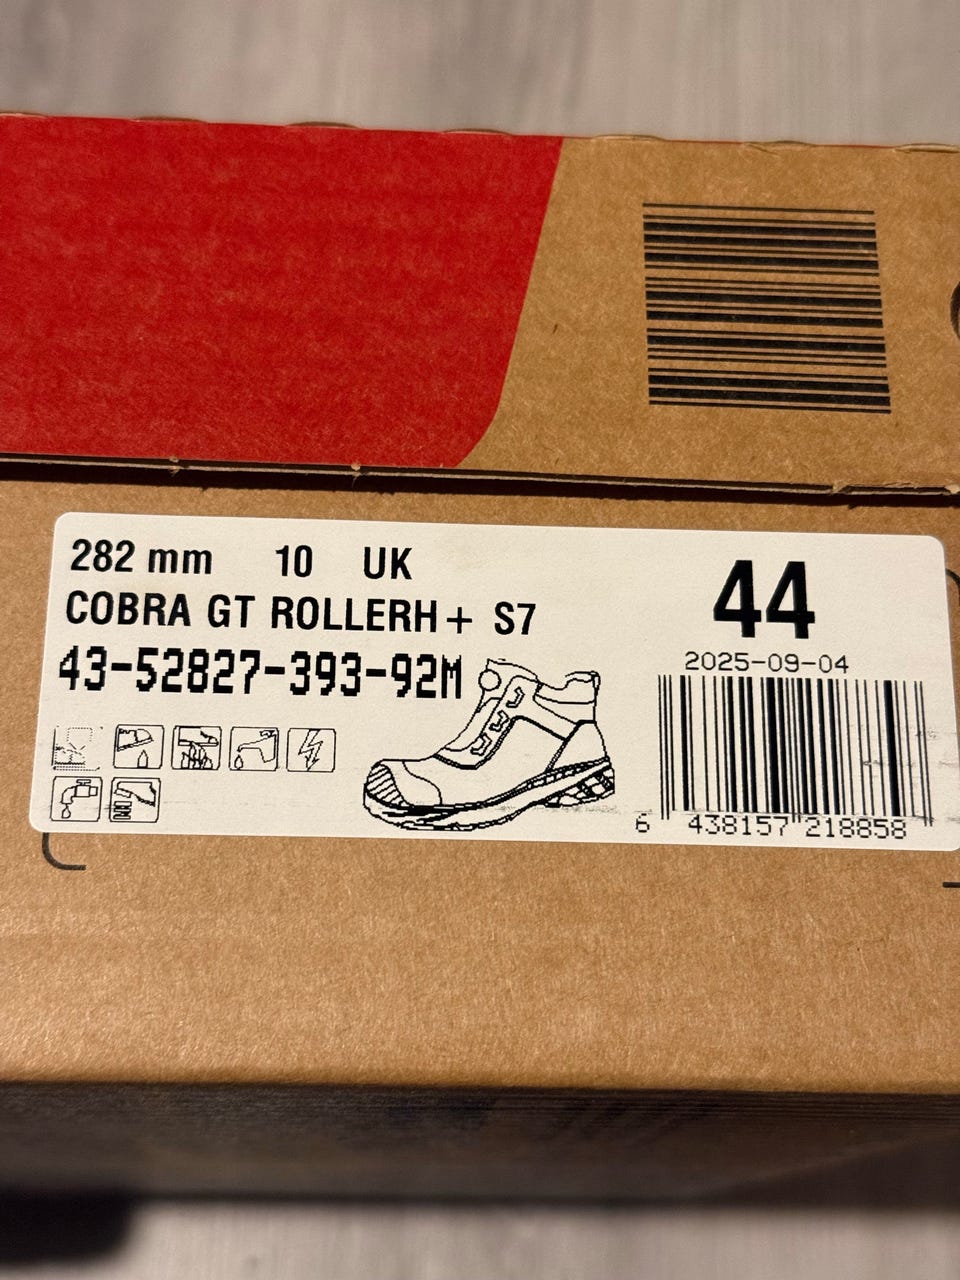 282 mm 10 UK
COBRA GT ROLLERH+ S7
43-52827-393-92M
44
2025-09-04
6 438157 218858